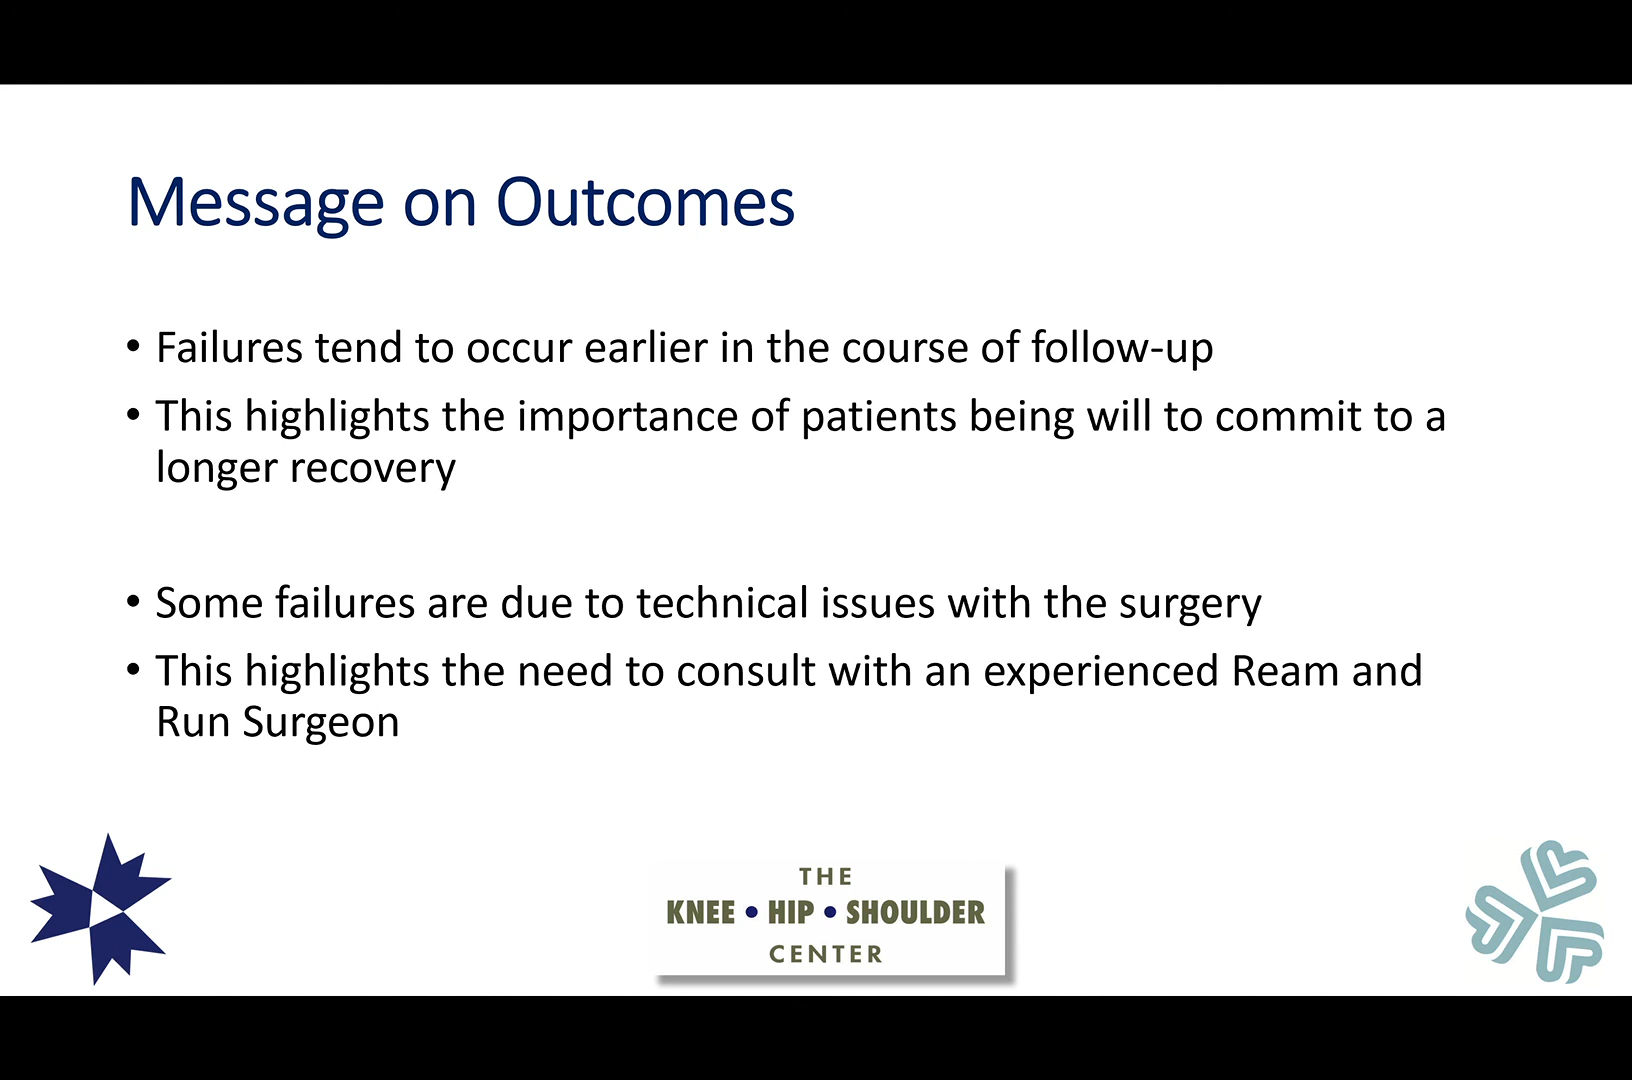 Message on Outcomes
• Failures tend to occur earlier in the course of follow-up
• This highlights the importance of patients being will to commit to a
longer recovery
• Some failures are due to technical issues with the surgery
• This highlights the need to consult with an experienced Ream and
Run Surgeon
THE
KNEE • HIP • SHOULDER
CENTER